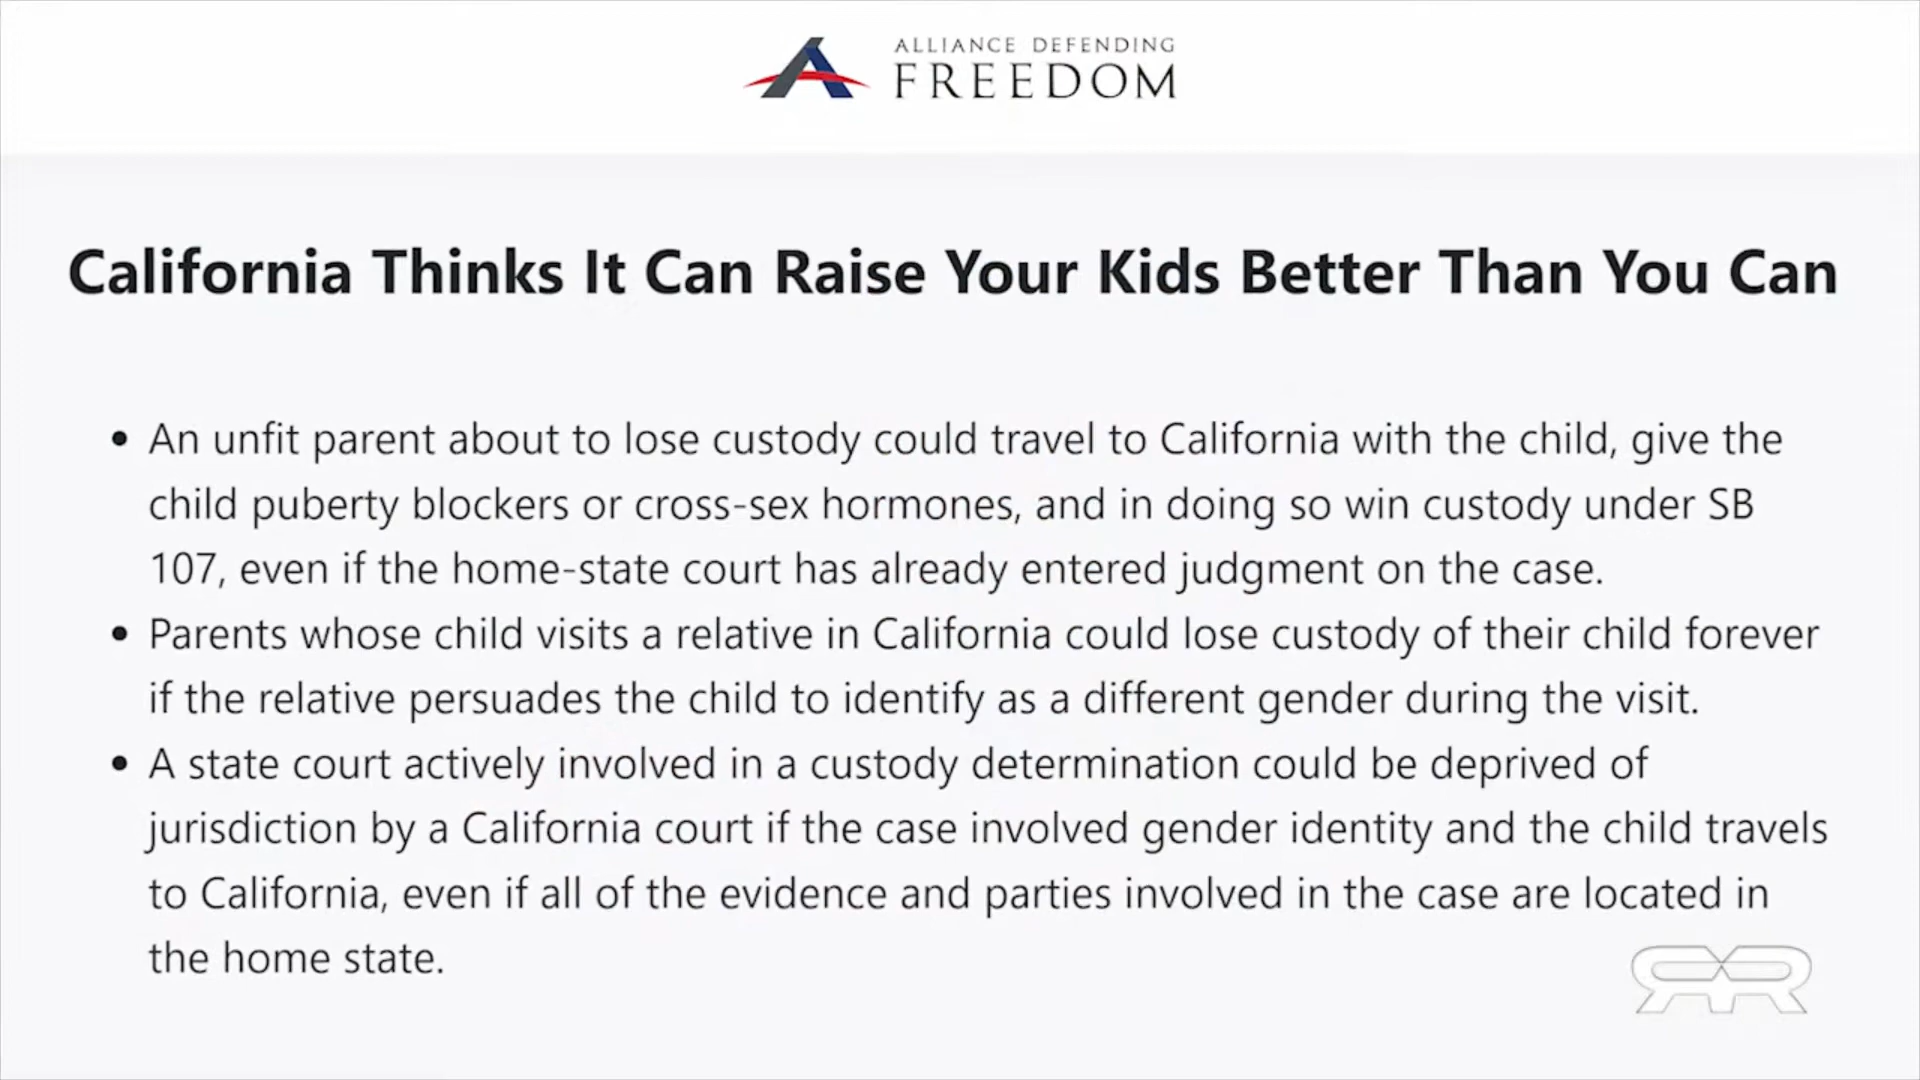 ALLIANCE DEFENDING
FREEDOM
California Thinks It Can Raise Your Kids Better Than You Can
• An unfit parent about to lose custody could travel to California with the child, give the
child puberty blockers or cross-sex hormones, and in doing so win custody under SB
107, even if the home-state court has already entered judgment on the case.
• Parents whose child visits a relative in California could lose custody of their child forever
if the relative persuades the child to identify as a different gender during the visit.
• A state court actively involved in a custody determination could be deprived of
jurisdiction by a California court if the case involved gender identity and the child travels
to California, even if all of the evidence and parties involved in the case are located in
the home state.
RR